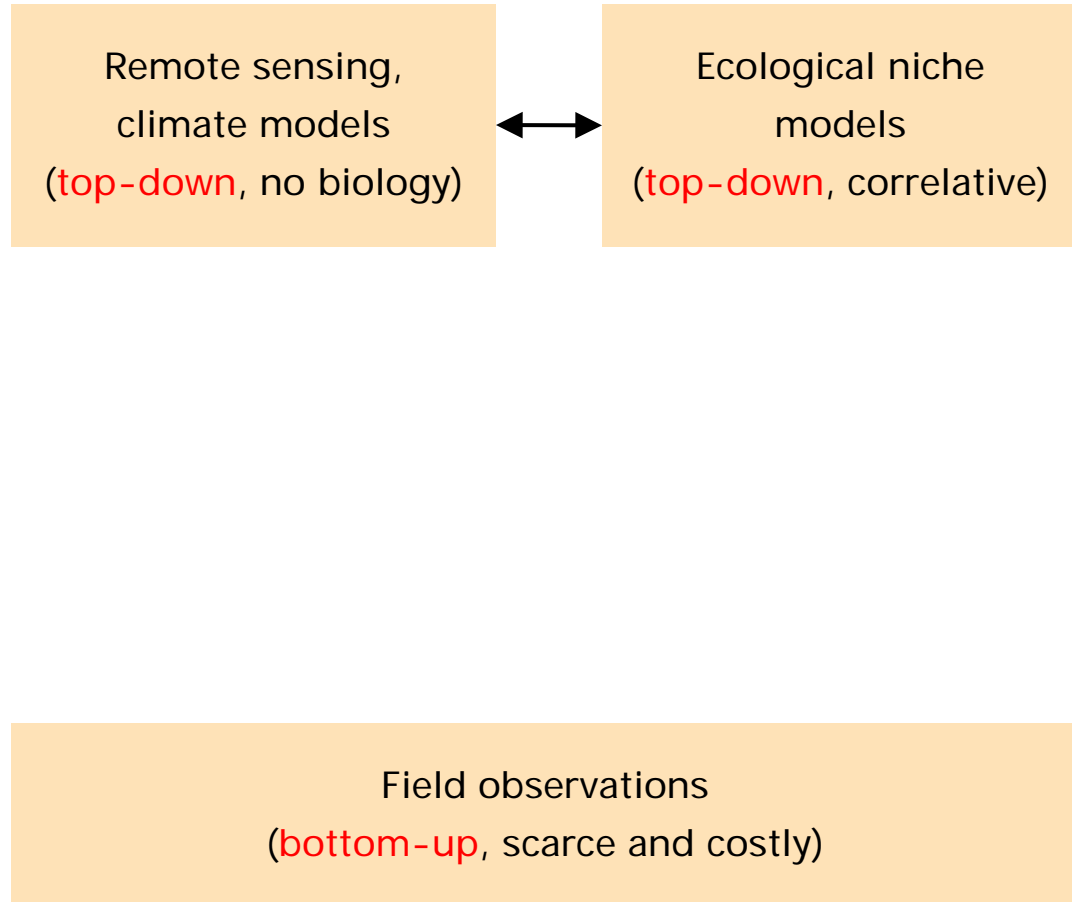 Remote sensing,
climate models
(top-down, no biology)
Ecological niche
models
(top-down, correlative)
Field observations
(bottom-up, scarce and costly)